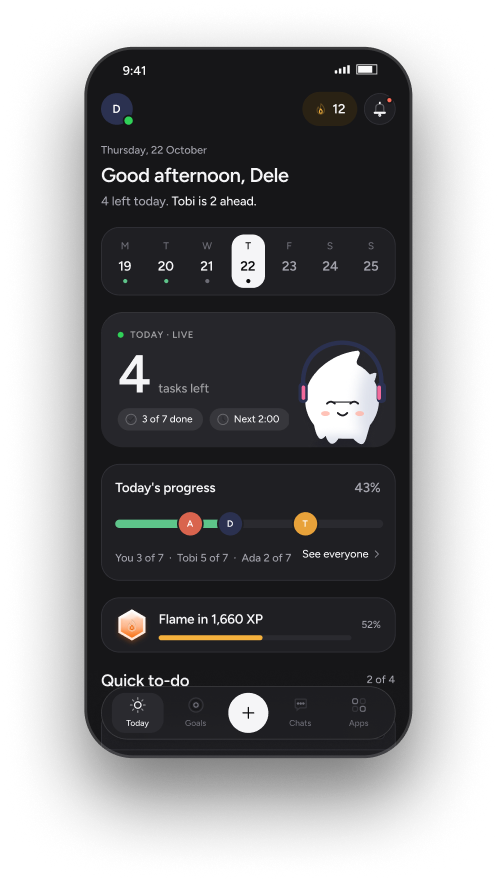 9:41
D
12
Thursday, 22 October
Good afternoon, Dele
4 left today. Tobi is 2 ahead.
M T W T F S S
19 20 21 22 23 24 25
TODAY · LIVE
4 tasks left
3 of 7 done Next 2:00
Today's progress 43%
A D T
You 3 of 7 · Tobi 5 of 7 · Ada 2 of 7 See everyone
Flame in 1,660 XP 52%
Quick to-do 2 of 4
Today Goals + Chats Apps